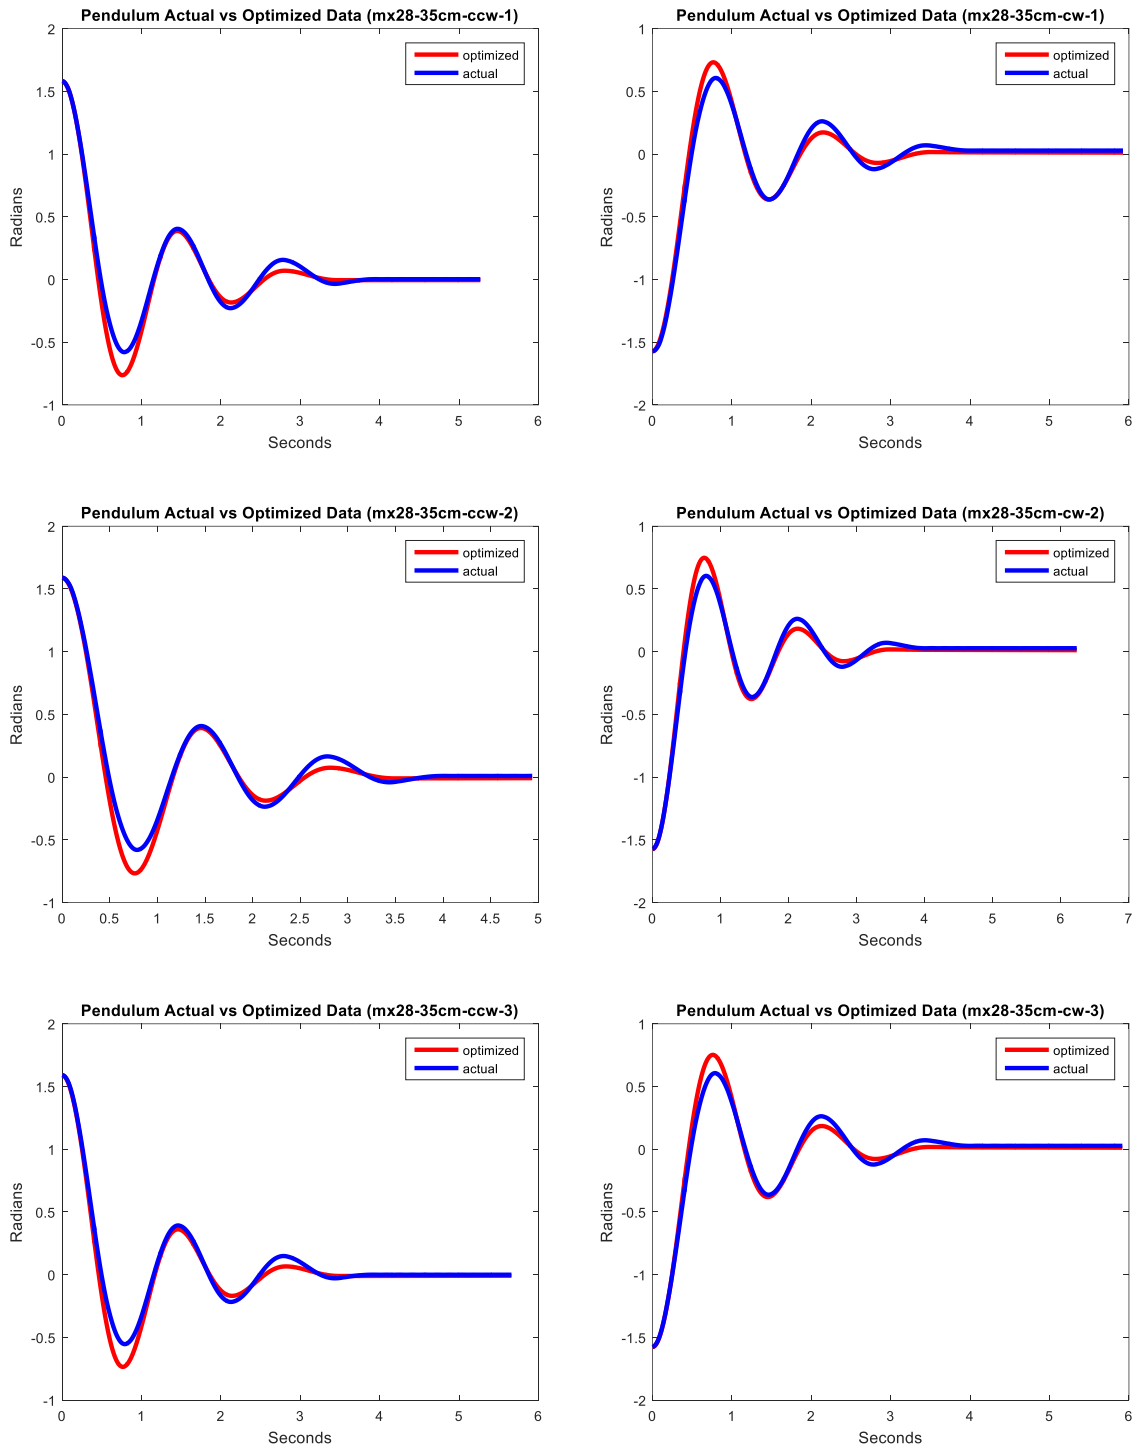 Pendulum Actual vs Optimized Data (mx28-35cm-ccw-1)
2
1.5
1
0.5
0
-0.5
-1
Radians
optimized
actual
0 1 2 3 4 5 6
Seconds
Pendulum Actual vs Optimized Data (mx28-35cm-cw-1)
1
0.5
0
-0.5
-1
-1.5
-2
Radians
optimized
actual
0 1 2 3 4 5 6
Seconds
Pendulum Actual vs Optimized Data (mx28-35cm-ccw-2)
2
1.5
1
0.5
0
-0.5
-1
Radians
optimized
actual
0 0.5 1 1.5 2 2.5 3 3.5 4 4.5 5
Seconds
Pendulum Actual vs Optimized Data (mx28-35cm-cw-2)
1
0.5
0
-0.5
-1
-1.5
-2
Radians
optimized
actual
0 1 2 3 4 5 6 7
Seconds
Pendulum Actual vs Optimized Data (mx28-35cm-ccw-3)
2
1.5
1
0.5
0
-0.5
-1
Radians
optimized
actual
0 1 2 3 4 5 6
Seconds
Pendulum Actual vs Optimized Data (mx28-35cm-cw-3)
1
0.5
0
-0.5
-1
-1.5
-2
Radians
optimized
actual
0 1 2 3 4 5 6
Seconds